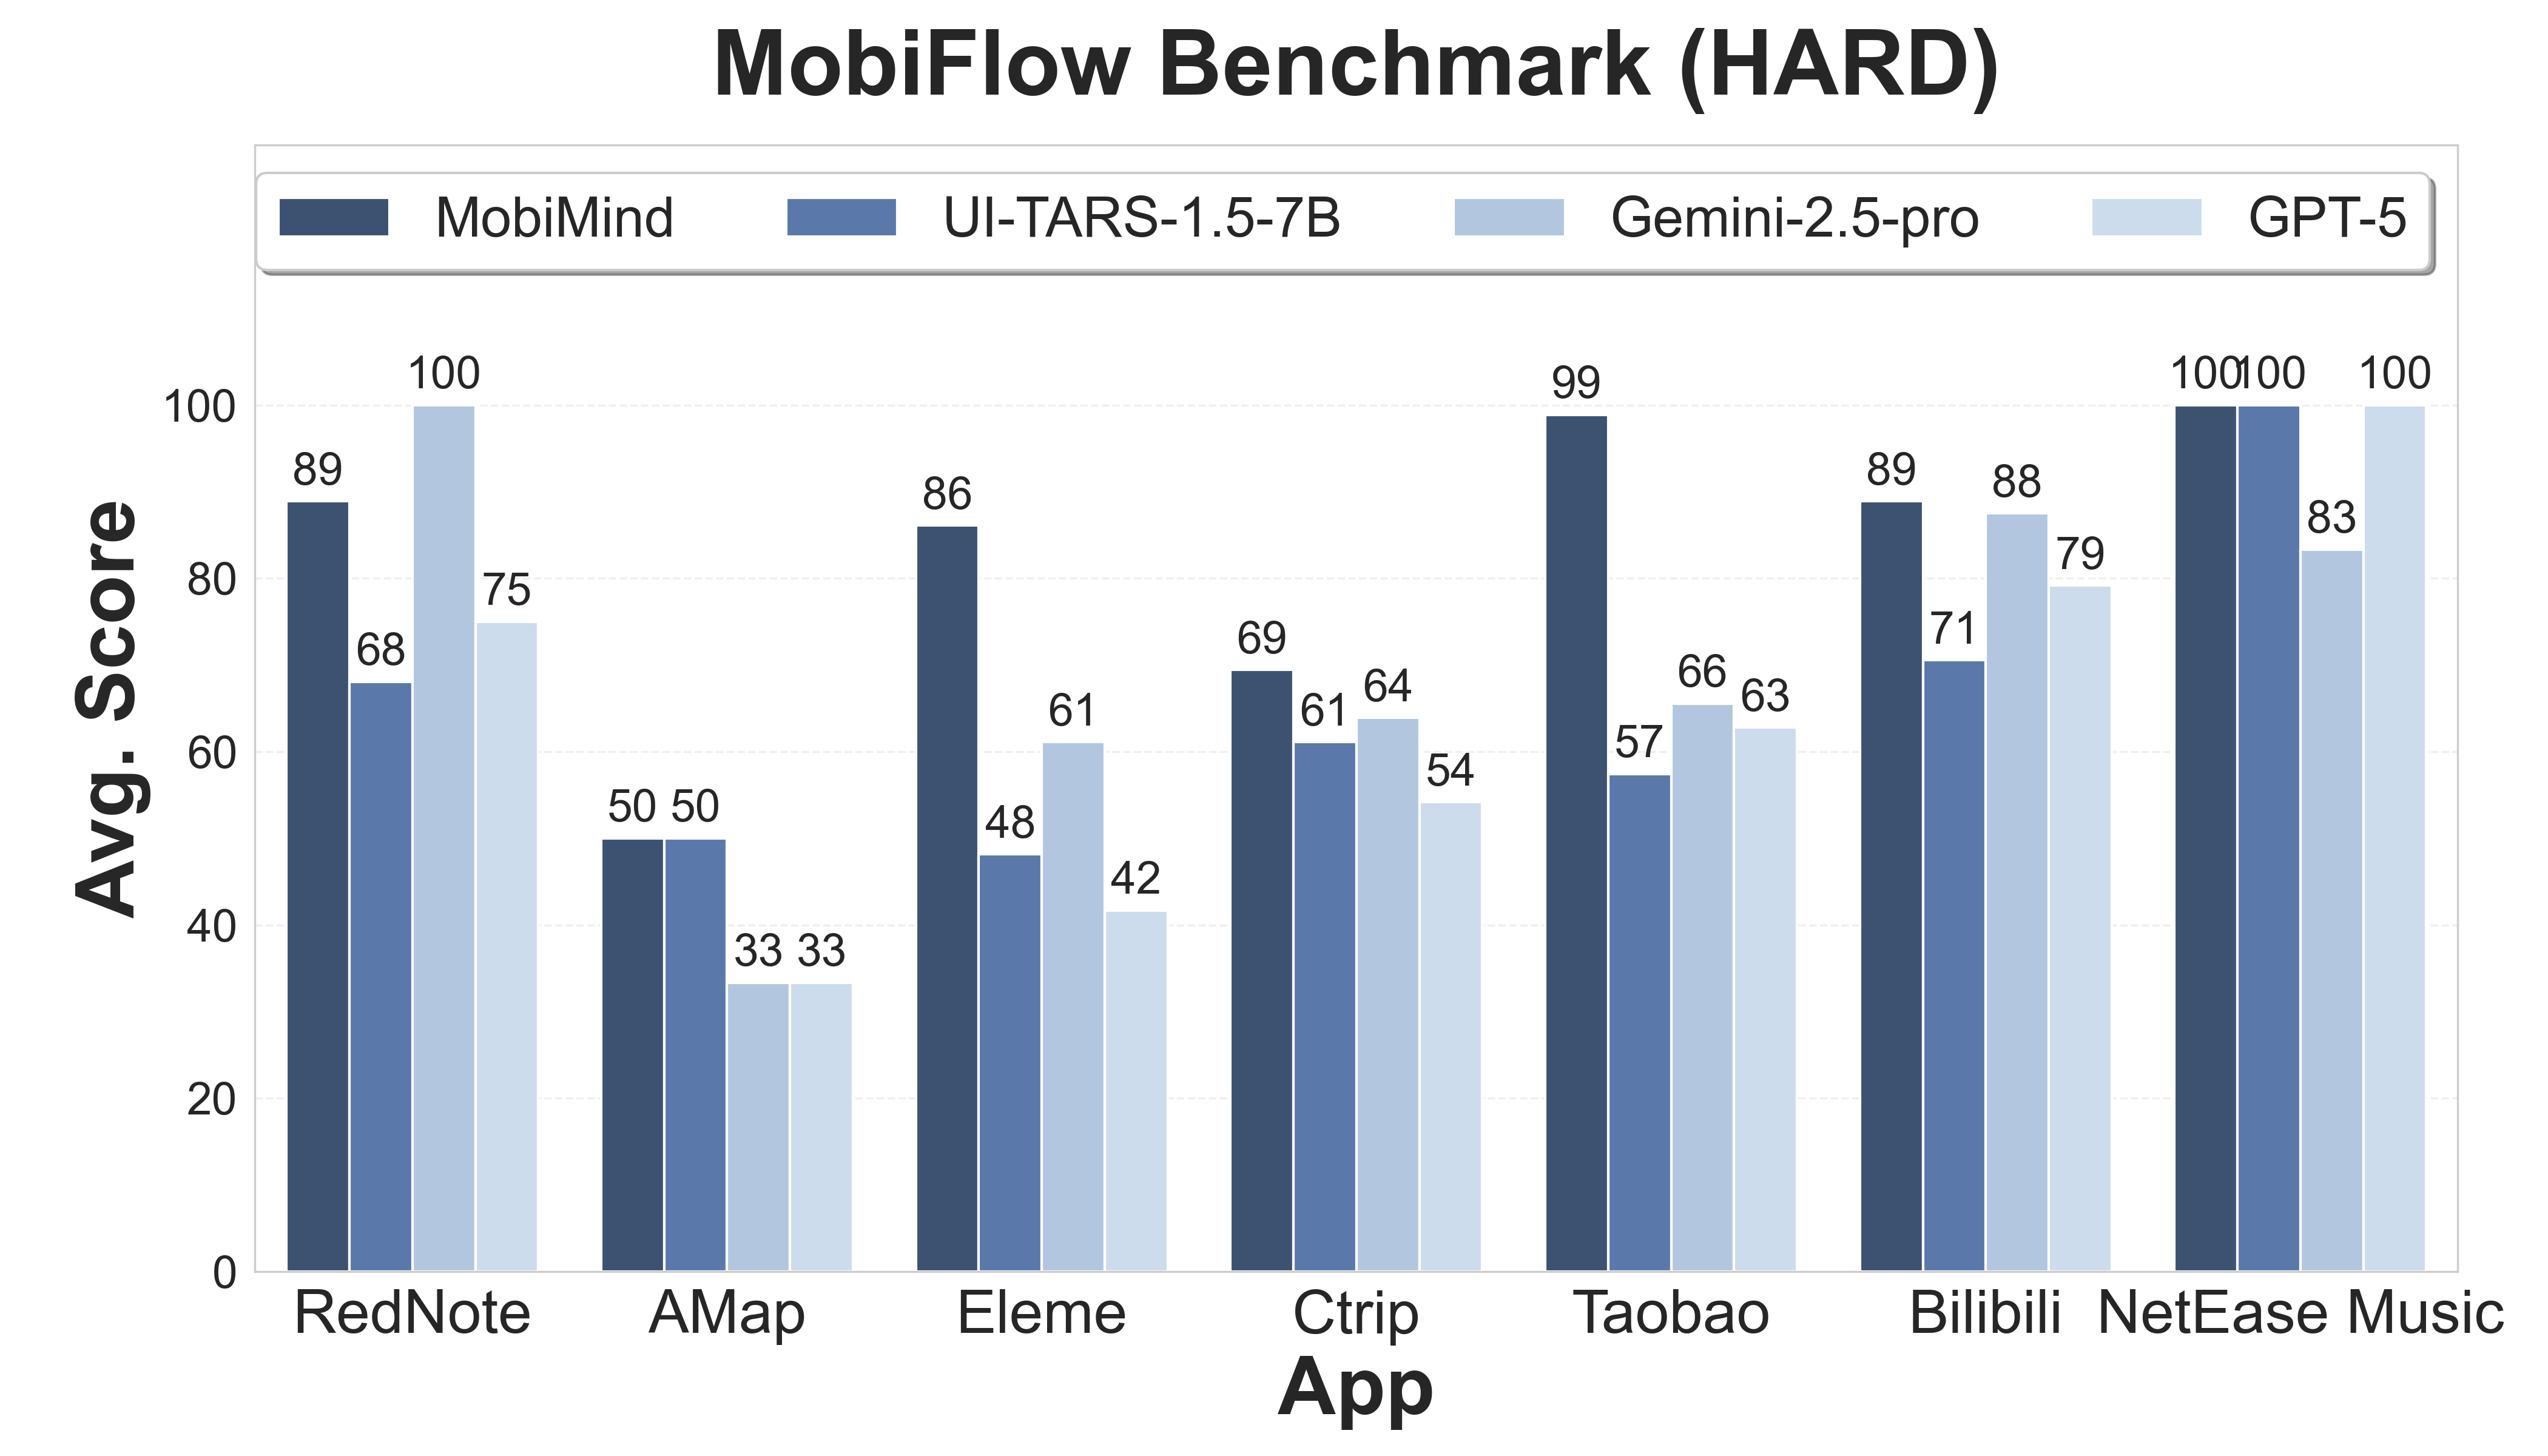 MobiFlow Benchmark (HARD)
MobiMind UI-TARS-1.5-7B Gemini-2.5-pro GPT-5
Avg. Score
100
80
60
40
20
0
89 68 100 75
50 50 33 33
86 48 61 42
69 61 64 54
99 57 66 63
89 71 88 79
100 100 83 100
RedNote AMap Eleme Ctrip Taobao Bilibili NetEase Music
App